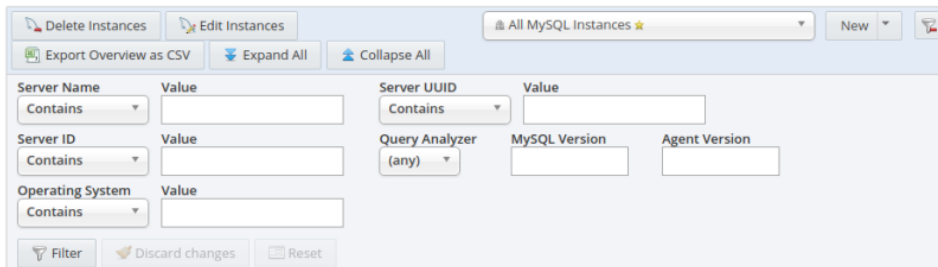 Delete Instances Edit Instances All MySQL Instances New
Export Overview as CSV Expand All Collapse All
Server Name Value Server UUID Value
Contains Contains
Server ID Value Query Analyzer MySQL Version Agent Version
Contains (any)
Operating System Value
Contains
Filter Discard changes Reset